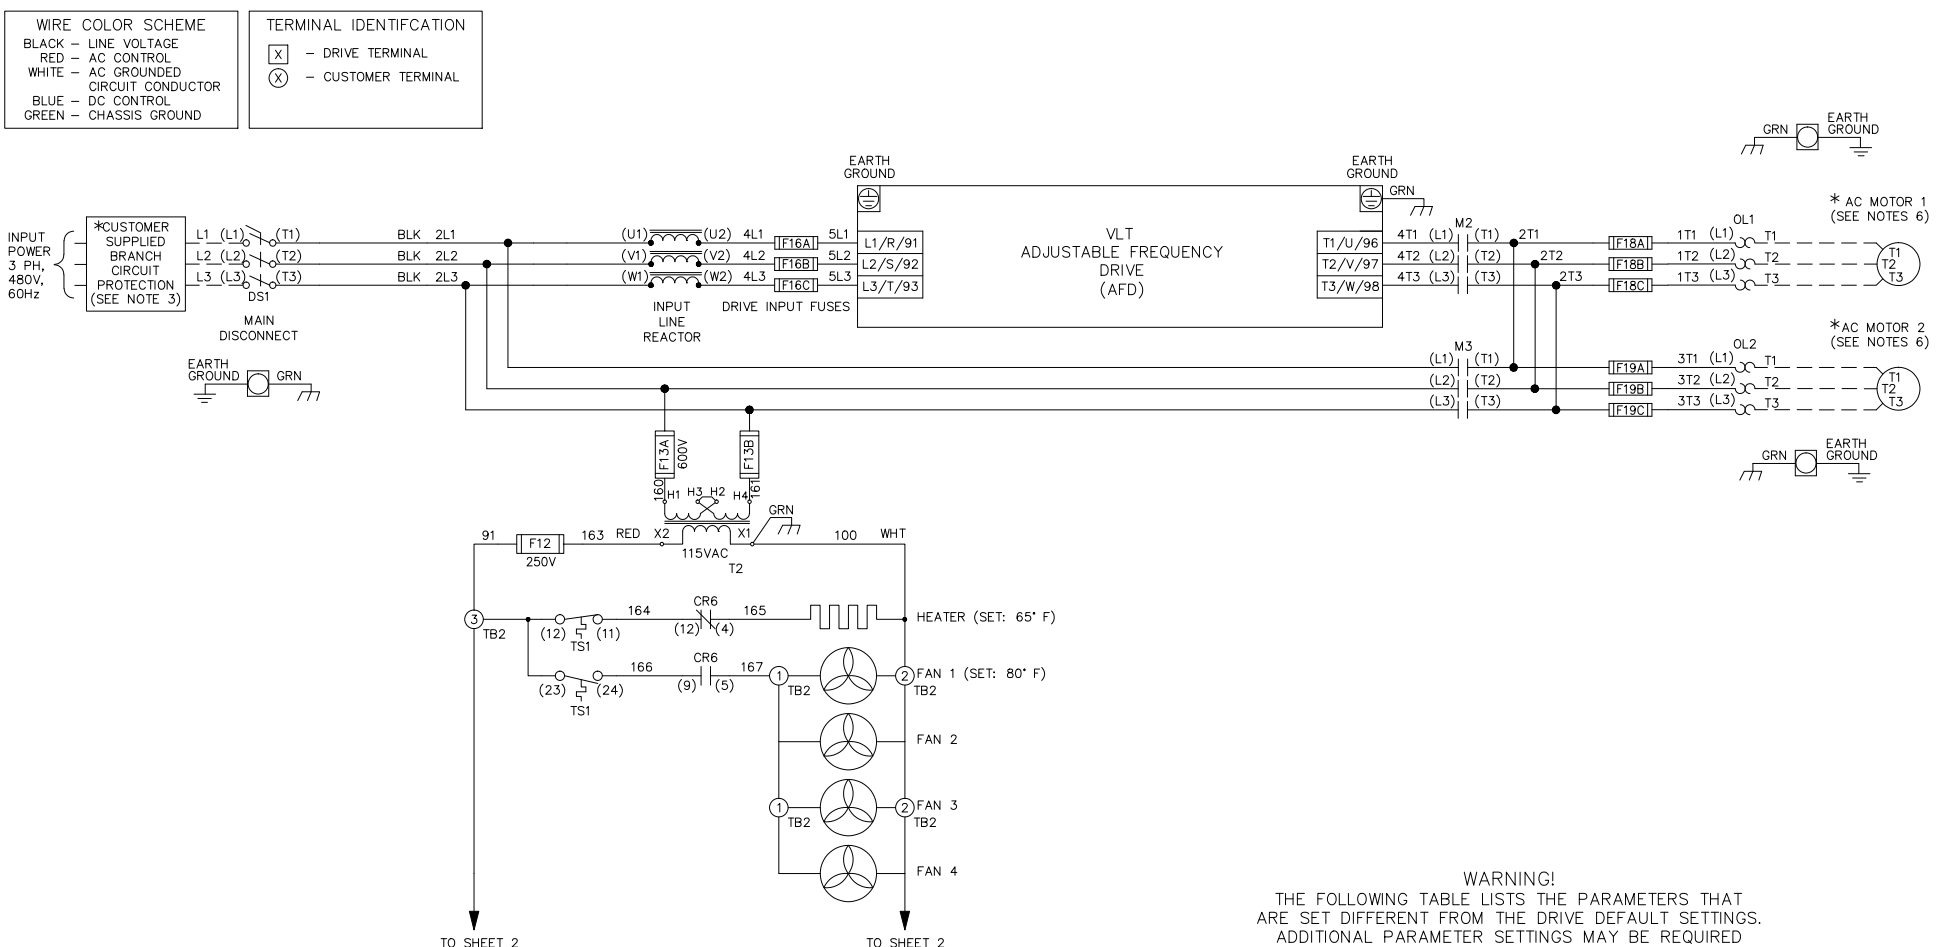 WIRE COLOR SCHEME
BLACK – LINE VOLTAGE
RED – AC CONTROL
WHITE – AC GROUNDED
CIRCUIT CONDUCTOR
BLUE – DC CONTROL
GREEN – CHASSIS GROUND
TERMINAL IDENTIFCATION
X – DRIVE TERMINAL
X – CUSTOMER TERMINAL
GRN
EARTH
GROUND
INPUT
POWER
3 PH,
480V,
60Hz
*CUSTOMER
SUPPLIED
BRANCH
CIRCUIT
PROTECTION
(SEE NOTE 3)
L1 (L1) (T1)
L2 (L2) (T2)
L3 (L3) (T3)
DS1
MAIN
DISCONNECT
EARTH
GROUND
GRN
BLK 2L1
BLK 2L2
BLK 2L3
(U1) (U2) 4L1 F16A 5L1
(V1) (V2) 4L2 F16B 5L2
(W1) (W2) 4L3 F16C 5L3
INPUT
LINE
REACTOR
DRIVE INPUT FUSES
EARTH
GROUND
L1/R/91
L2/S/92
L3/T/93
VLT
ADJUSTABLE FREQUENCY
DRIVE
(AFD)
EARTH
GROUND
GRN
T1/U/96
T2/V/97
T3/W/98
M2
4T1 (L1) (T1) 2T1
4T2 (L2) (T2) 2T2
4T3 (L3) (T3) 2T3
F18A
F18B
F18C
OL1
1T1 (L1) T1
1T2 (L2) T2
1T3 (L3) T3
* AC MOTOR 1
(SEE NOTES 6)
T1
T2
T3
M3
(L1) (T1)
(L2) (T2)
(L3) (T3)
F19A
F19B
F19C
OL2
3T1 (L1) T1
3T2 (L2) T2
3T3 (L3) T3
* AC MOTOR 2
(SEE NOTES 6)
T1
T2
T3
GRN
EARTH
GROUND
F13A
600V
F13B
160
161
H1 H3 H2 H4
GRN
91 F12 163 RED X2 X1 100 WHT
250V
115VAC
T2
3
TB2
(12) (11)
TS1
164
CR6
(12) (4)
165
HEATER (SET: 65° F)
(23) (24)
TS1
166
CR6
(9) (5)
167
1
TB2
2
TB2
FAN 1 (SET: 80° F)
FAN 2
1
TB2
2
TB2
FAN 3
FAN 4
TO SHEET 2
TO SHEET 2
WARNING!
THE FOLLOWING TABLE LISTS THE PARAMETERS THAT
ARE SET DIFFERENT FROM THE DRIVE DEFAULT SETTINGS.
ADDITIONAL PARAMETER SETTINGS MAY BE REQUIRED